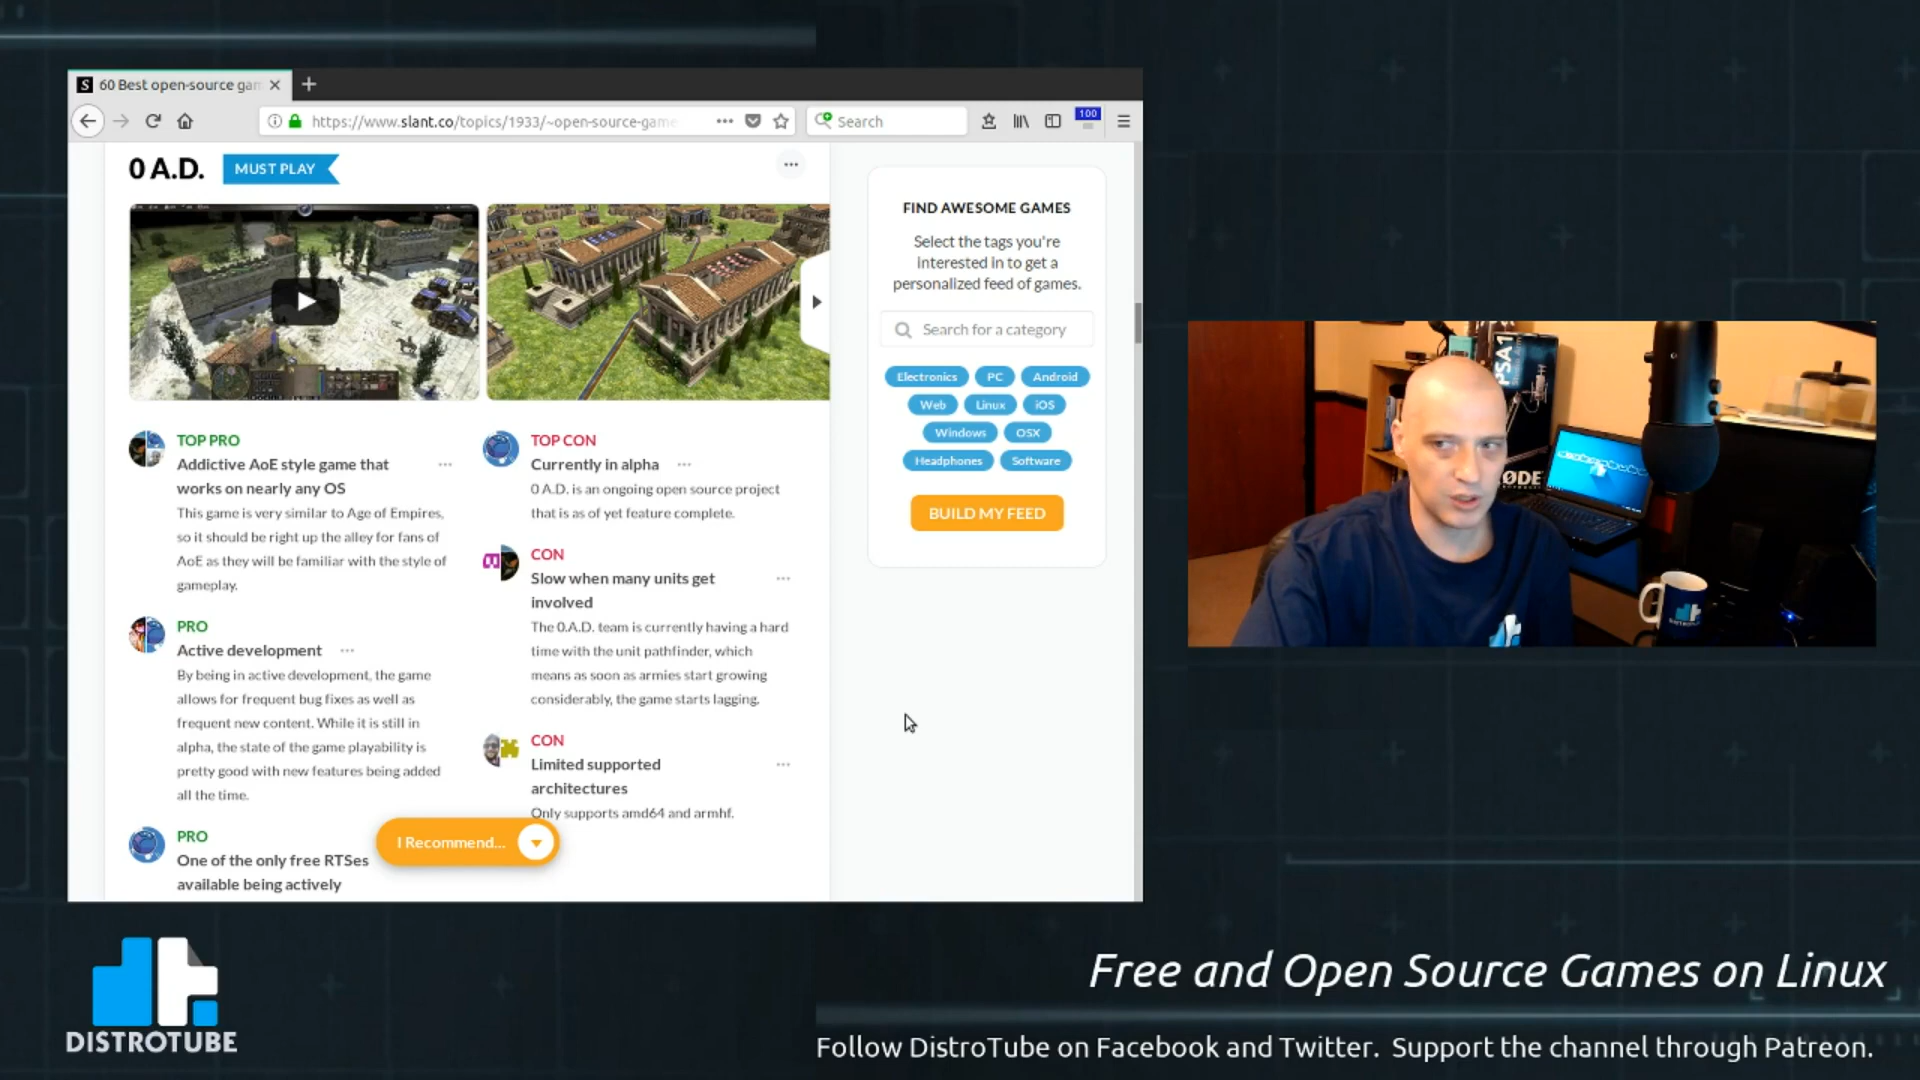 S 60 Best open-source gam
https://www.slant.co/topics/1933/~open-source-game
Search
100
0 A.D.
MUST PLAY
TOP PRO
Addictive AoE style game that
works on nearly any OS
This game is very similar to Age of Empires,
so it should be right up the alley for fans of
AoE as they will be familiar with the style of
gameplay.
PRO
Active development
By being in active development, the game
allows for frequent bug fixes as well as
frequent new content. While it is still in
alpha, the state of the game playability is
pretty good with new features being added
all the time.
PRO
One of the only free RTSes
available being actively
TOP CON
Currently in alpha
0 A.D. is an ongoing open source project
that is as of yet feature complete.
CON
Slow when many units get
involved
The 0.A.D. team is currently having a hard
time with the unit pathfinder, which
means as soon as armies start growing
considerably, the game starts lagging.
CON
Limited supported
architectures
Only supports amd64 and armhf.
I Recommend...
FIND AWESOME GAMES
Select the tags you're
interested in to get a
personalized feed of games.
Search for a category
Electronics PC Android
Web Linux iOS
Windows OSX
Headphones Software
BUILD MY FEED
PSA1
RØDE
DISTROTUBE
Free and Open Source Games on Linux
Follow DistroTube on Facebook and Twitter. Support the channel through Patreon.